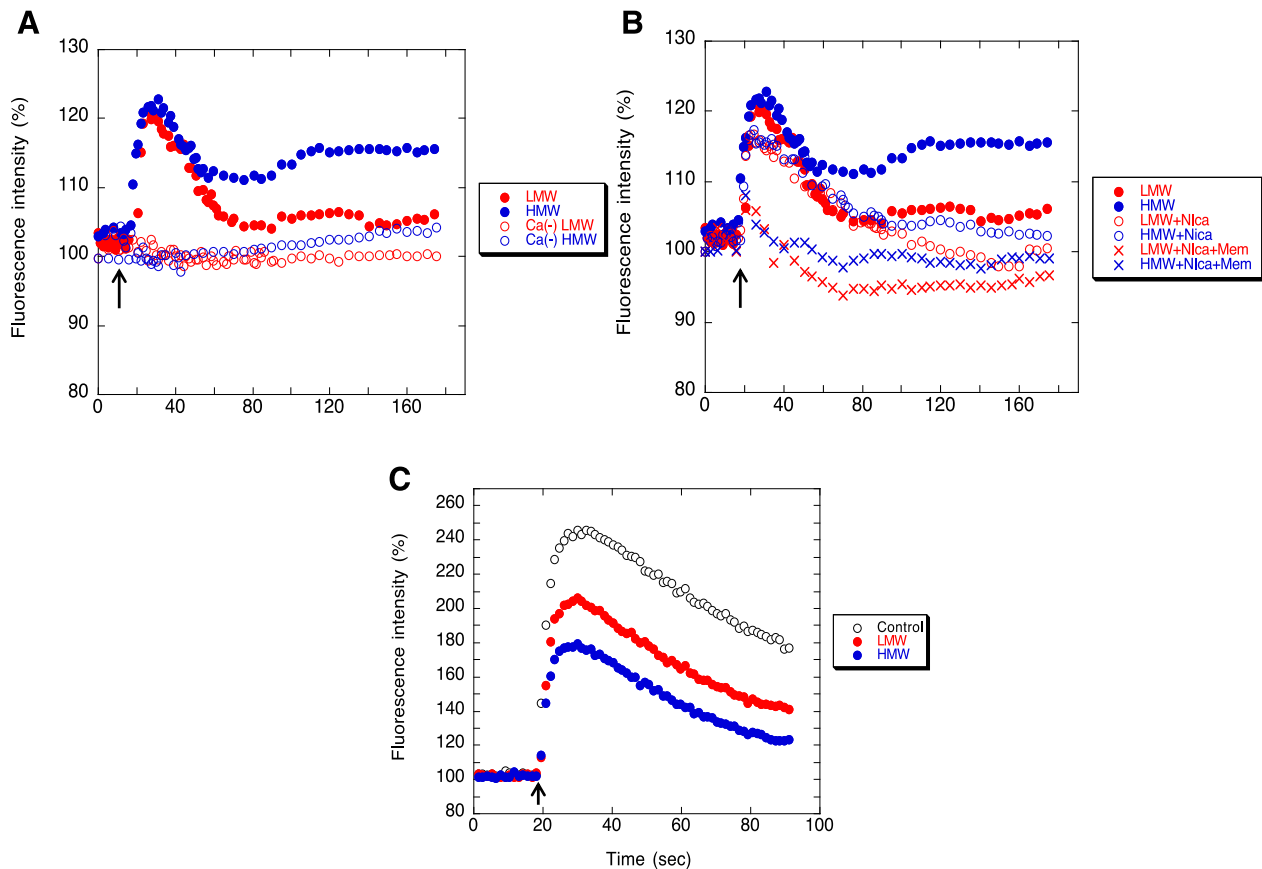 A
Fluorescence intensity (%)
130
120
110
100
90
80
0
40
80
120
160
LMW
HMW
Ca(-) LMW
Ca(-) HMW
B
Fluorescence intensity (%)
130
120
110
100
90
80
0
40
80
120
160
LMW
HMW
LMW+NIca
HMW+Nica
LMW+NIca+Mem
HMW+NIca+Mem
C
Fluorescence intensity (%)
260
240
220
200
180
160
140
120
100
80
0
20
40
60
80
100
Time (sec)
Control
LMW
HMW